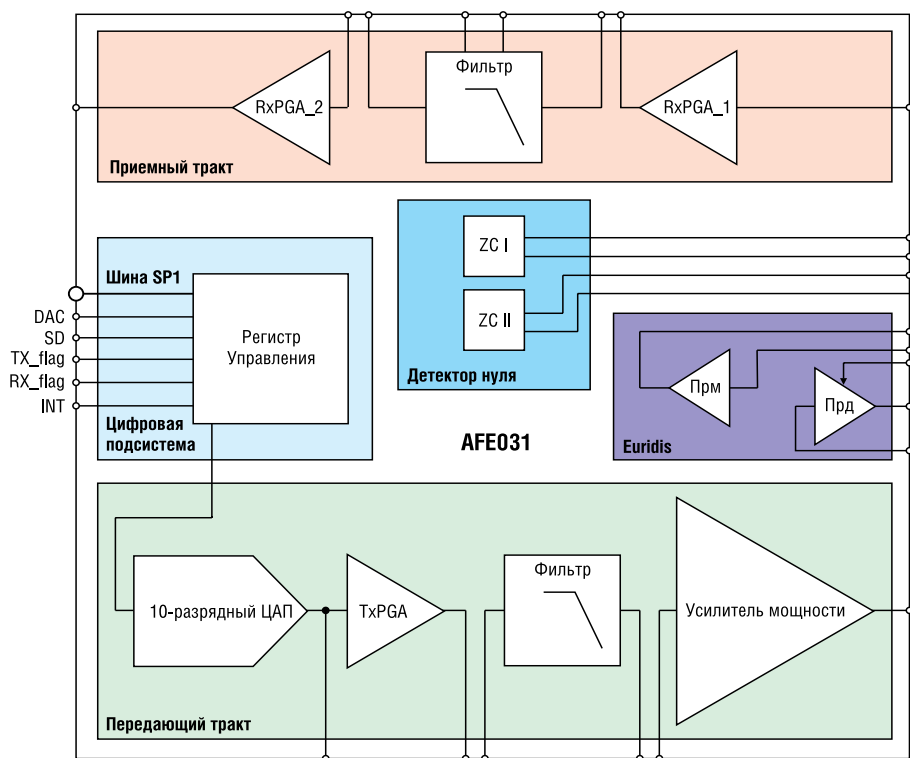 Фильтр
RxPGA_2
RxPGA_1
Приемный тракт
ZC I
Шина SP1
ZC II
DAC
SD
Регистр
Управления
TX_flag
RX_flag
INT
Детектор нуля
Прм
Прд
Цифровая
подсистема
AFE031
Euridis
Фильтр
10-разрядный ЦАП
TxPGA
Усилитель мощности
Передающий тракт